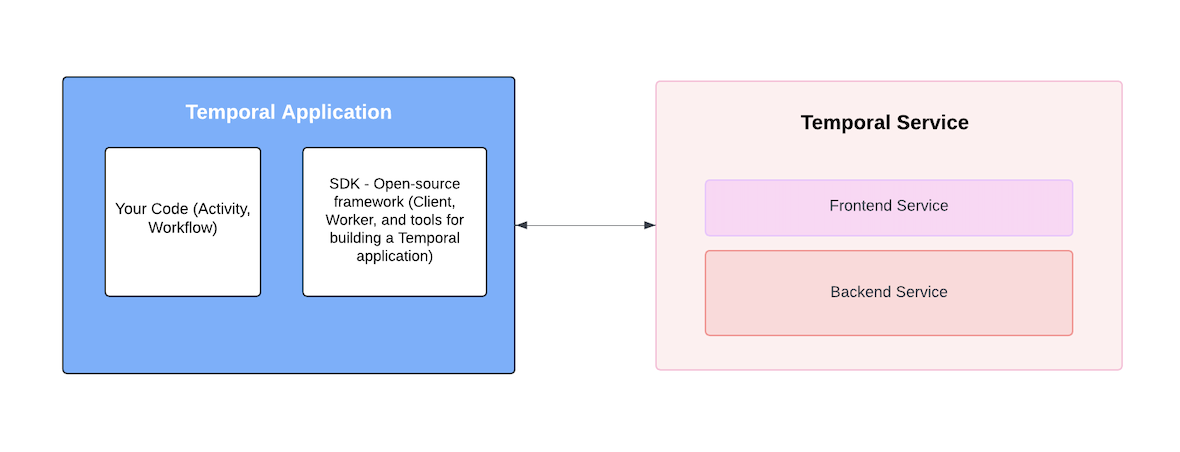 Temporal Application
Your Code (Activity,
Workflow)
SDK - Open-source
framework (Client,
Worker, and tools for
building a Temporal
application)
Temporal Service
Frontend Service
Backend Service